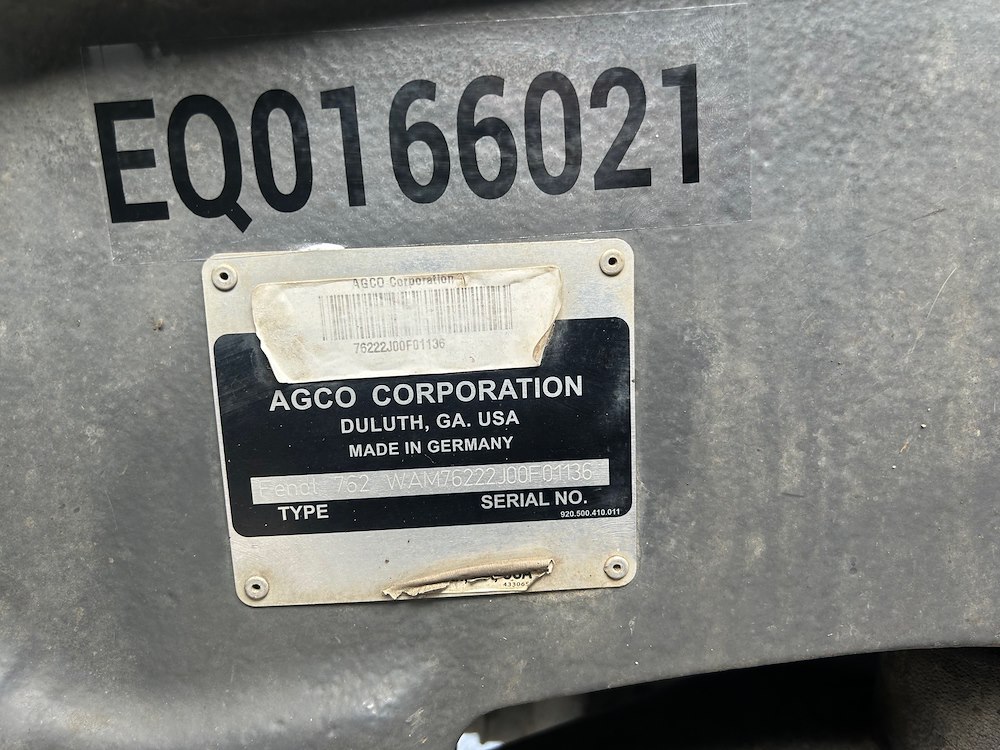 EQ0166021
AGCO Corporation
76222J00F01136
AGCO CORPORATION
DULUTH, GA. USA
MADE IN GERMANY
Fendt 762 WAM76222J00F01136
TYPE SERIAL NO.
920.500.410.011
USA